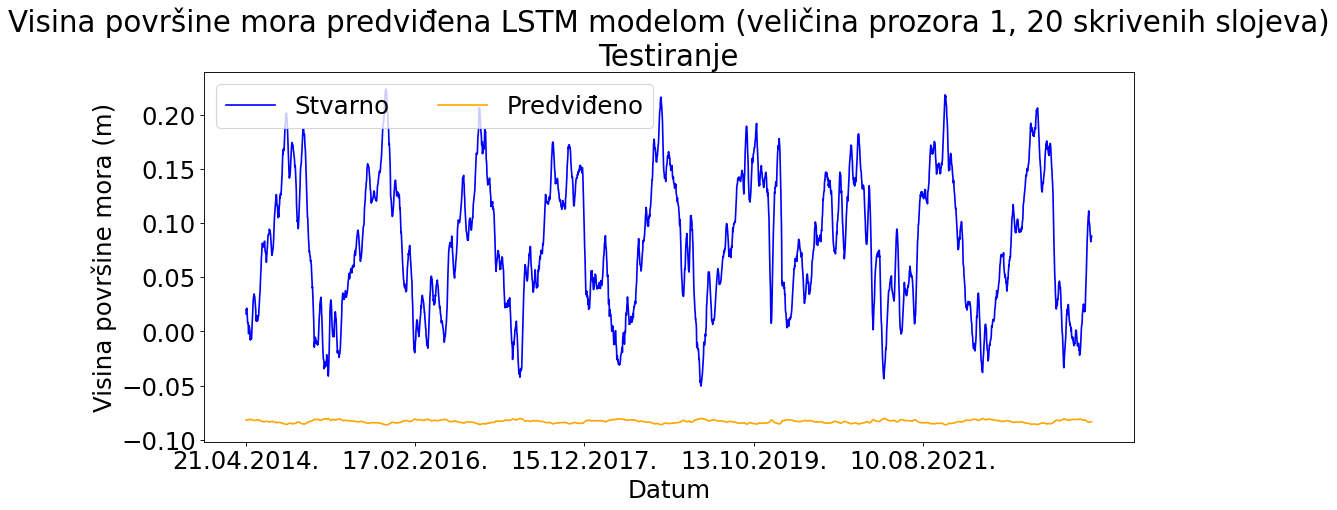 Visina površine mora predviđena LSTM modelom (veličina prozora 1, 20 skrivenih slojeva)
Testiranje
Stvarno Predviđeno
Visina površine mora (m)
0.20
0.15
0.10
0.05
0.00
−0.05
−0.10
21.04.2014. 17.02.2016. 15.12.2017. 13.10.2019. 10.08.2021.
Datum